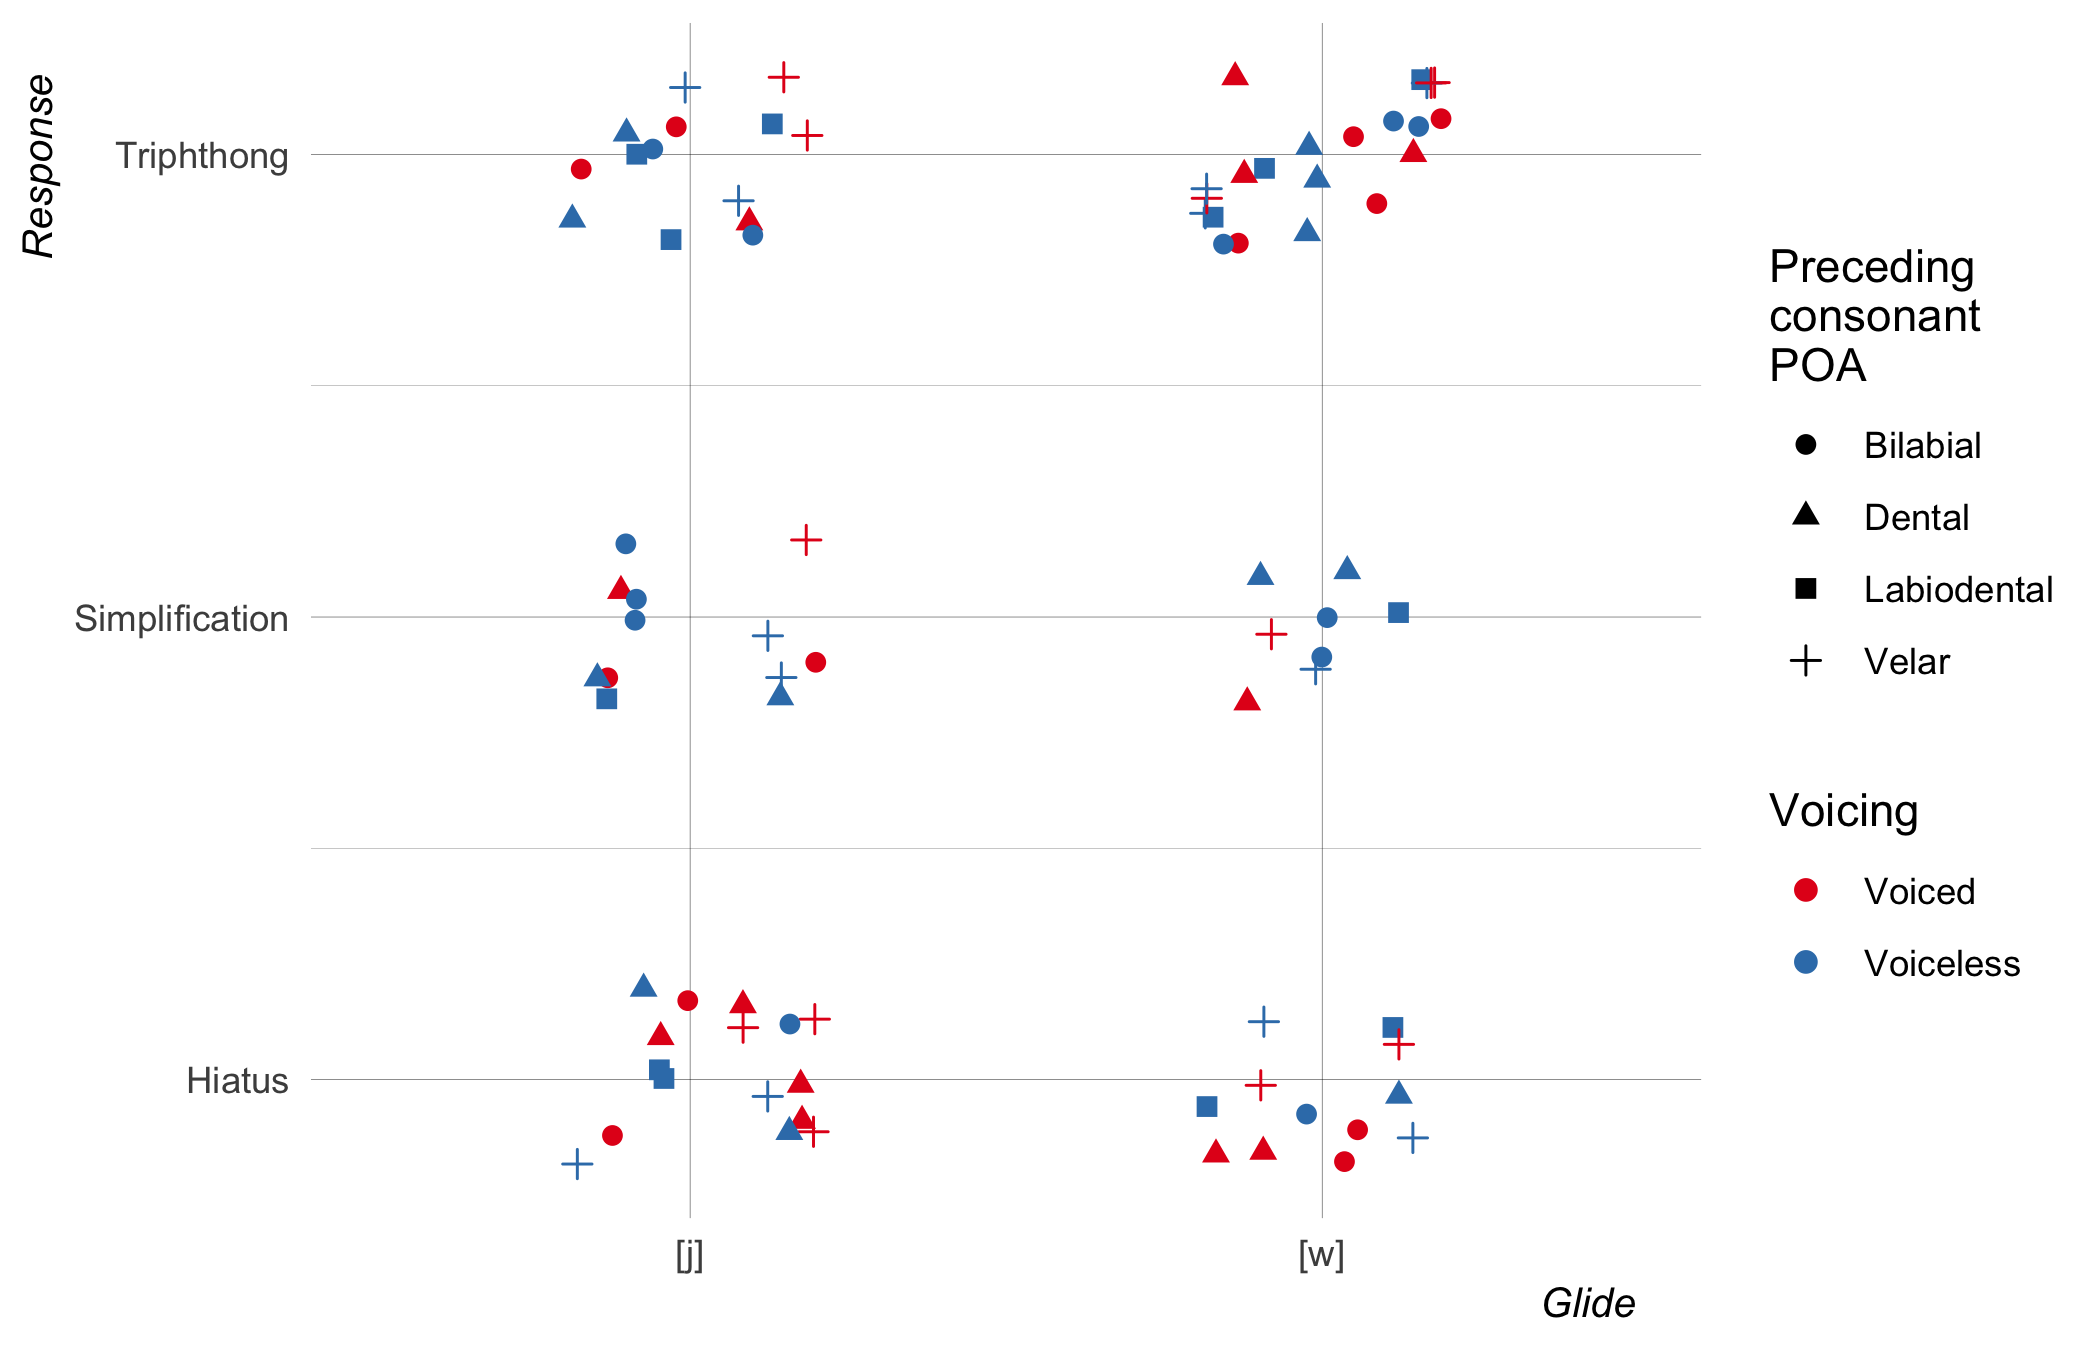 Response
Triphthong
Simplification
Hiatus
[j]
[w]
Glide
Preceding
consonant
POA
Bilabial
Dental
Labiodental
Velar
Voicing
Voiced
Voiceless